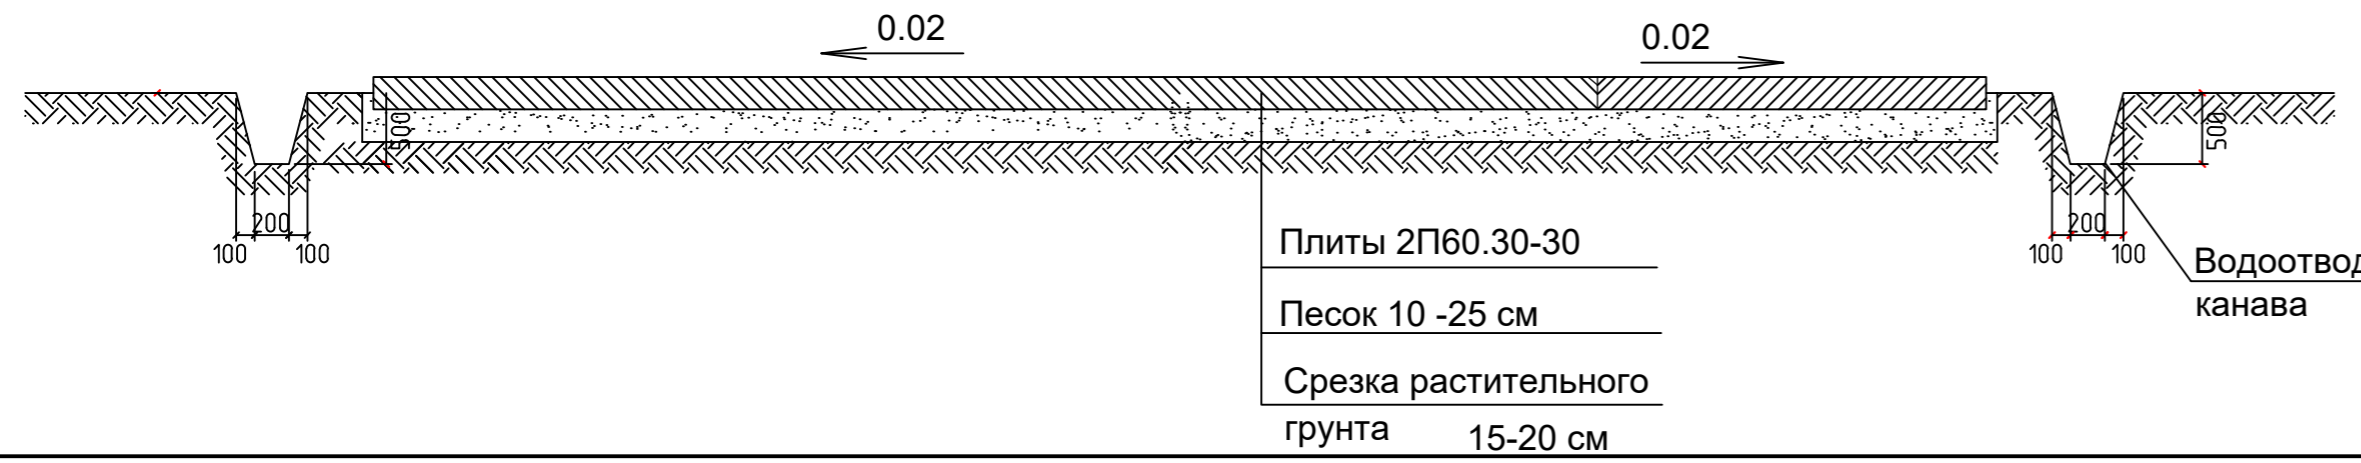 0.02
0.02
500
500
200
100
100
200
100
100
Плиты 2П60.30-30
Песок 10 -25 см
Срезка растительного
грунта 15-20 см
Водоотвод
канава